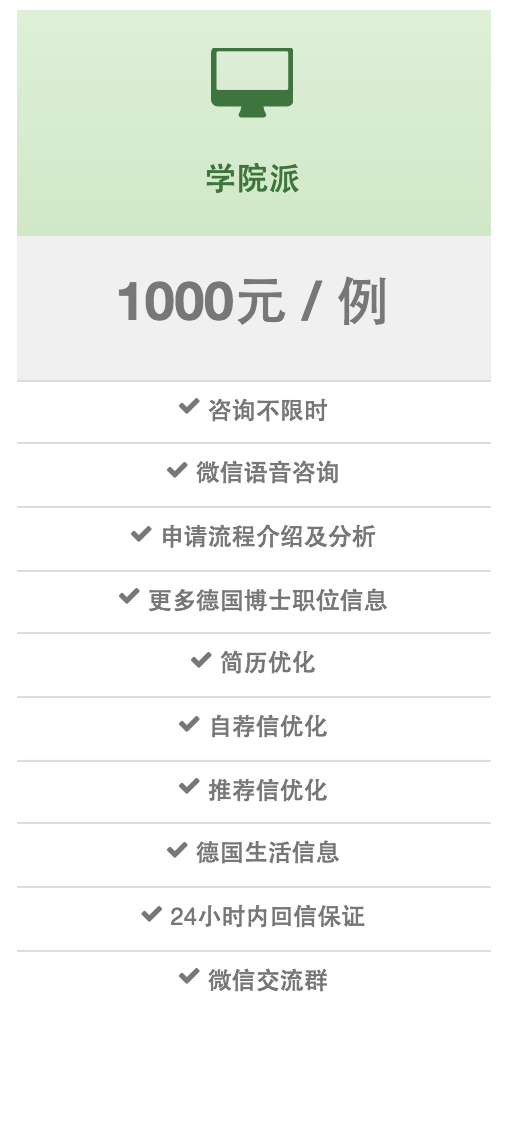 学院派
1000元 / 例
咨询不限时
微信语音咨询
申请流程介绍及分析
更多德国博士职位信息
简历优化
自荐信优化
推荐信优化
德国生活信息
24小时内回信保证
微信交流群